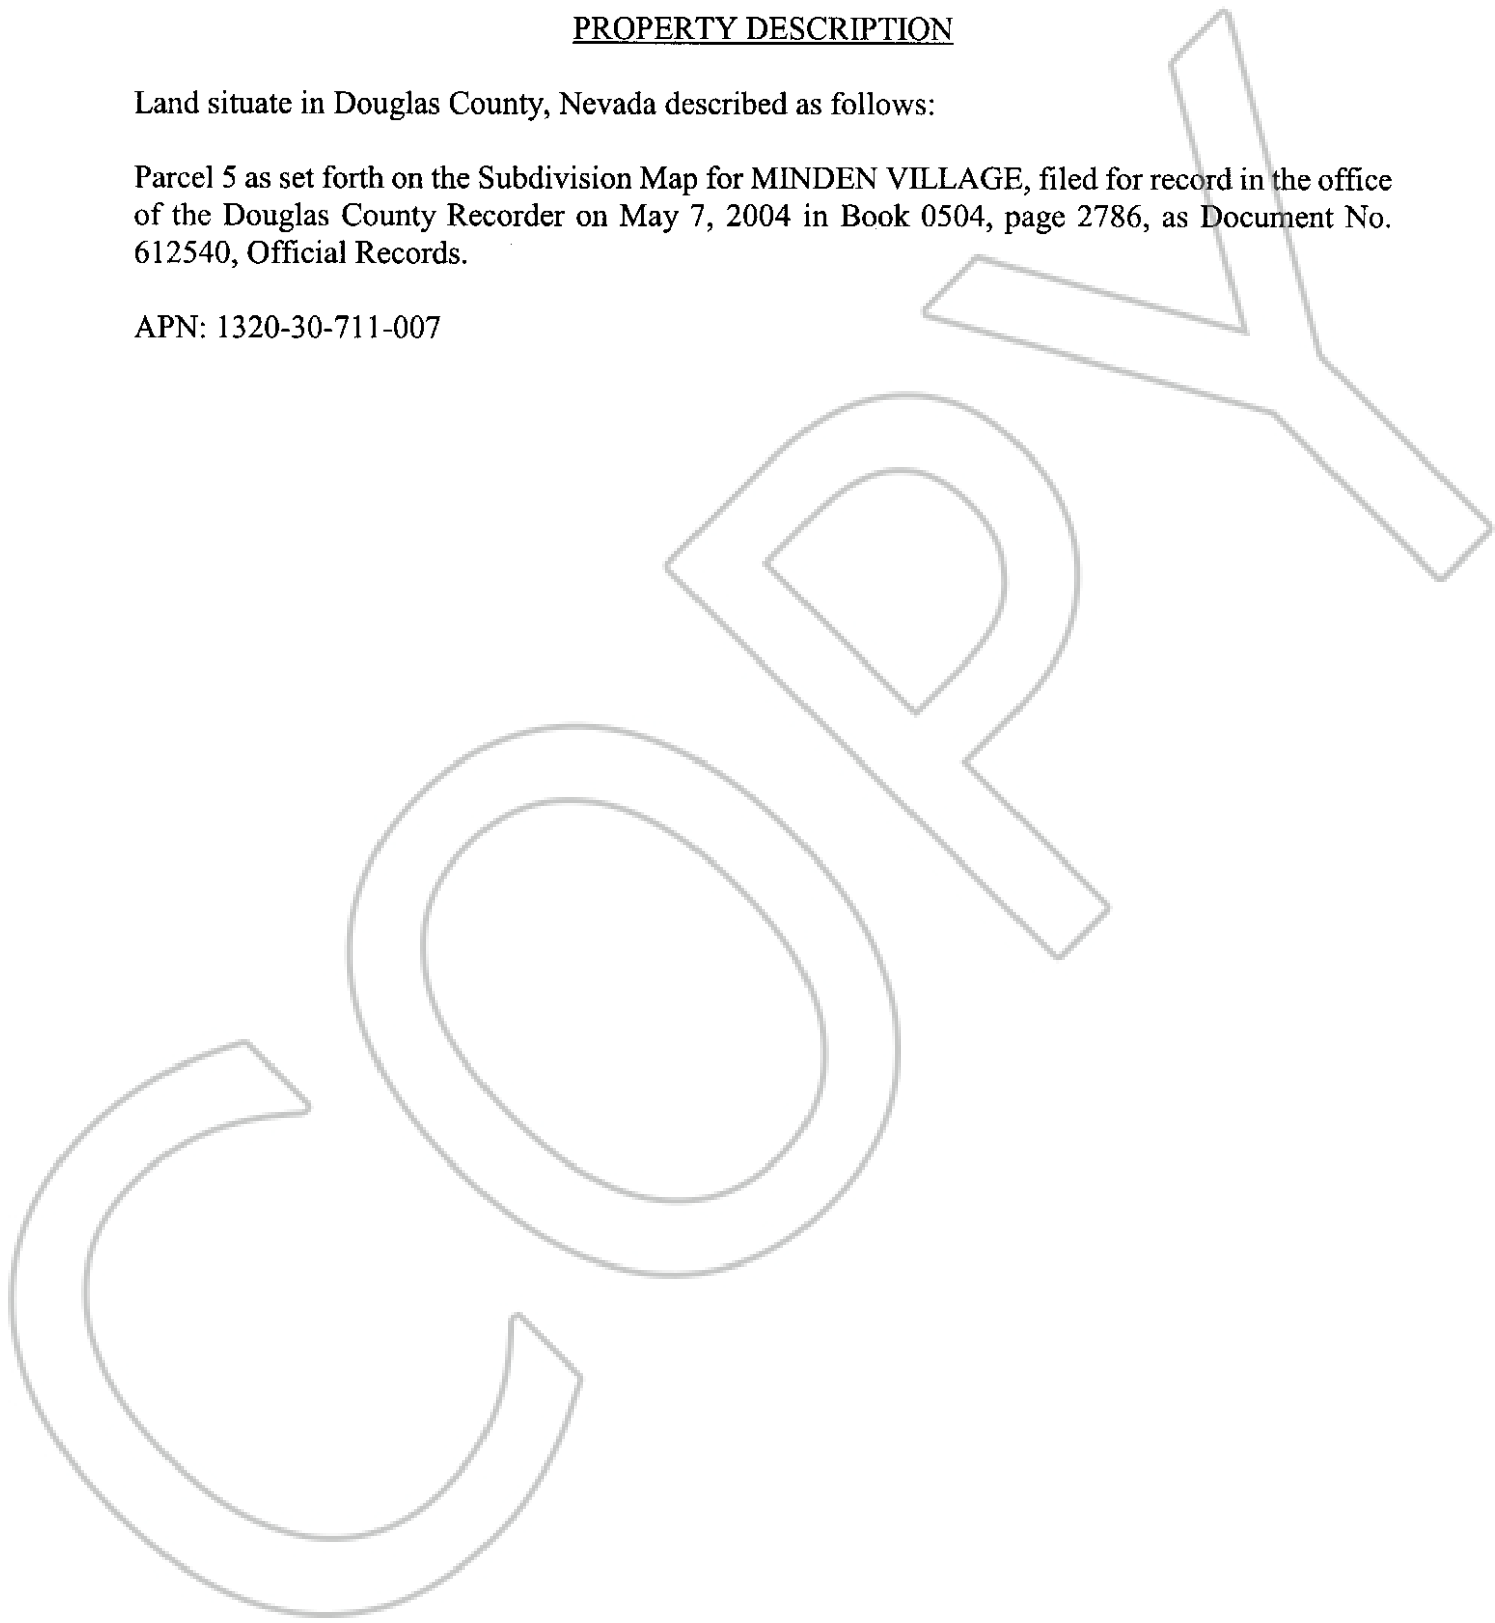 PROPERTY DESCRIPTION
Land situate in Douglas County, Nevada described as follows:
Parcel 5 as set forth on the Subdivision Map for MINDEN VILLAGE, filed for record in the office
of the Douglas County Recorder on May 7, 2004 in Book 0504, page 2786, as Document No.
612540, Official Records.
APN: 1320-30-711-007
COPY